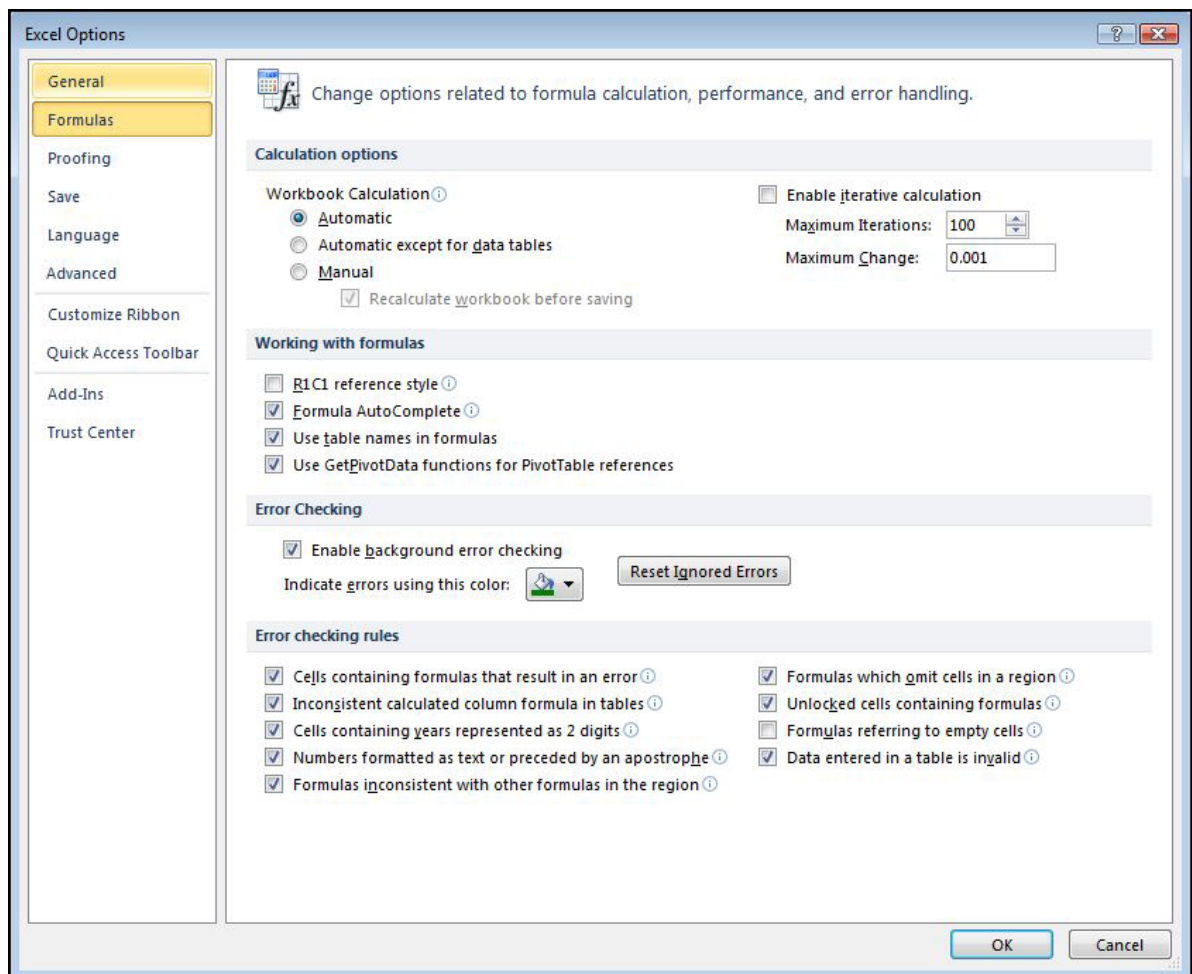 Excel Options
General
Formulas
Proofing
Save
Language
Advanced
Customize Ribbon
Quick Access Toolbar
Add-Ins
Trust Center
Change options related to formula calculation, performance, and error handling.
Calculation options
Workbook Calculation
Automatic
Automatic except for data tables
Manual
Recalculate workbook before saving
Enable iterative calculation
Maximum Iterations: 100
Maximum Change: 0.001
Working with formulas
R1C1 reference style
Formula AutoComplete
Use table names in formulas
Use GetPivotData functions for PivotTable references
Error Checking
Enable background error checking
Indicate errors using this color:
Reset Ignored Errors
Error checking rules
Cells containing formulas that result in an error
Inconsistent calculated column formula in tables
Cells containing years represented as 2 digits
Numbers formatted as text or preceded by an apostrophe
Formulas inconsistent with other formulas in the region
Formulas which omit cells in a region
Unlocked cells containing formulas
Formulas referring to empty cells
Data entered in a table is invalid
OK
Cancel